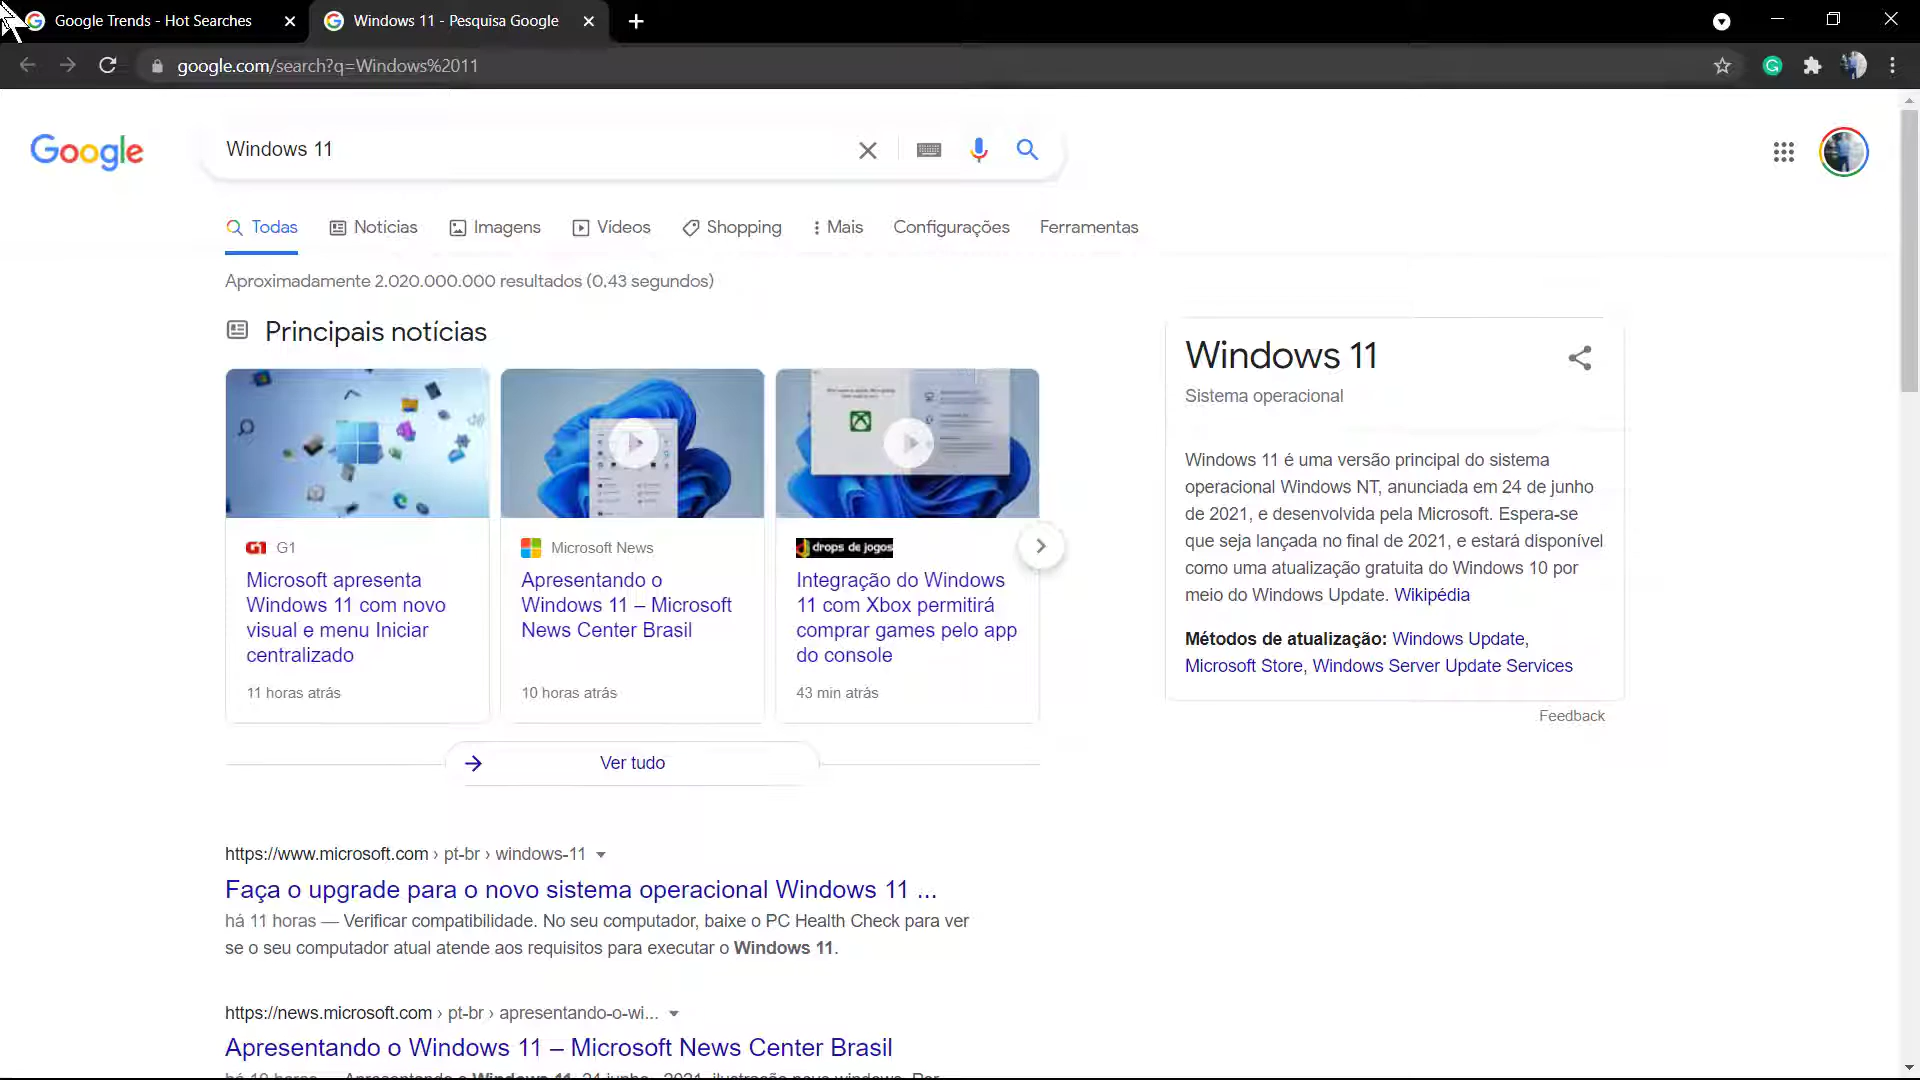 Google Trends - Hot Searches
Windows 11 - Pesquisa Google
google.com/search?q=Windows%2011
Google
Windows 11
Todas
Notícias
Imagens
Vídeos
Shopping
Mais
Configurações
Ferramentas
Aproximadamente 2.020.000.000 resultados (0,43 segundos)
Principais notícias
G1 G1
Microsoft apresenta
Windows 11 com novo
visual e menu Iniciar
centralizado
11 horas atrás
Microsoft News
Apresentando o
Windows 11 – Microsoft
News Center Brasil
10 horas atrás
drops de jogos
Integração do Windows
11 com Xbox permitirá
comprar games pelo app
do console
43 min atrás
Ver tudo
Windows 11
Sistema operacional
Windows 11 é uma versão principal do sistema
operacional Windows NT, anunciada em 24 de junho
de 2021, e desenvolvida pela Microsoft. Espera-se
que seja lançada no final de 2021, e estará disponível
como uma atualização gratuita do Windows 10 por
meio do Windows Update. Wikipédia
Métodos de atualização: Windows Update,
Microsoft Store, Windows Server Update Services
Feedback
https://www.microsoft.com › pt-br › windows-11
Faça o upgrade para o novo sistema operacional Windows 11 ...
há 11 horas — Verificar compatibilidade. No seu computador, baixe o PC Health Check para ver
se o seu computador atual atende aos requisitos para executar o Windows 11.
https://news.microsoft.com › pt-br › apresentando-o-wi...
Apresentando o Windows 11 – Microsoft News Center Brasil